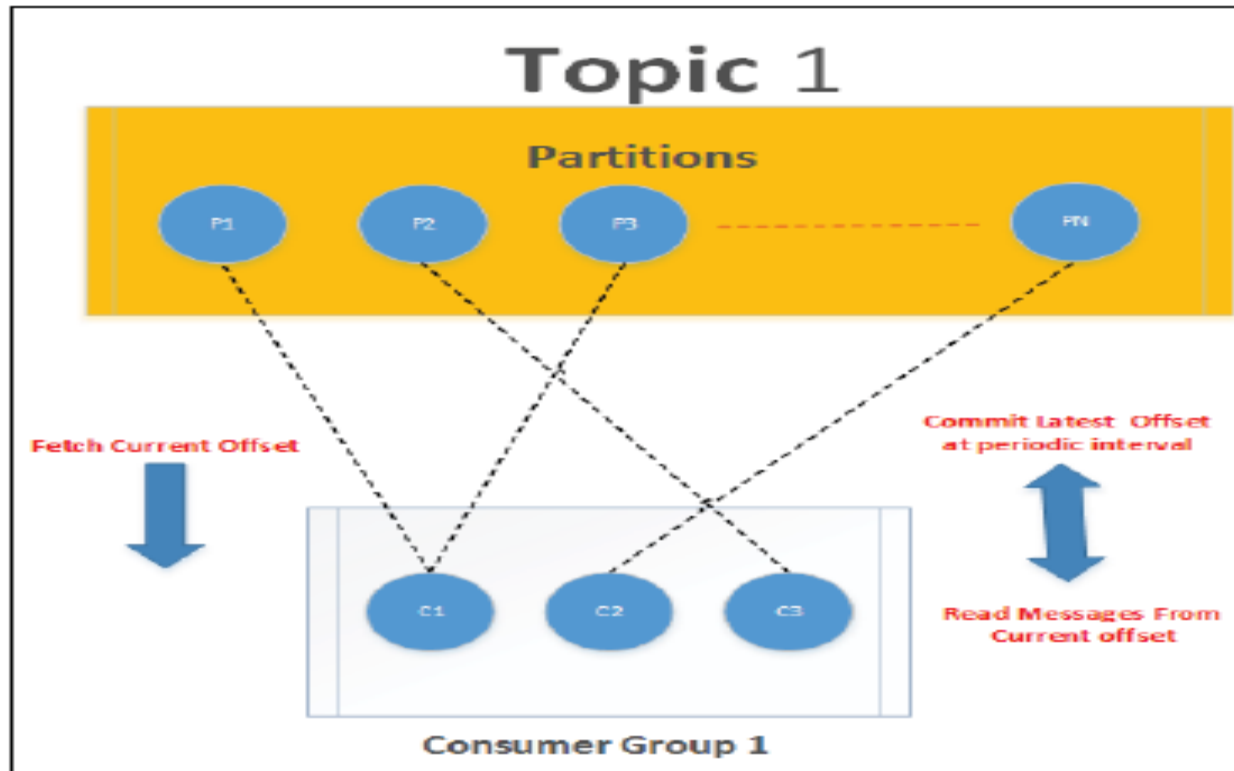 Topic 1
Partitions
P1
P2
P3
PN
Fetch Current Offset
Commit Latest Offset
at periodic interval
C1
C2
C3
Read Messages From
Current offset
Consumer Group 1